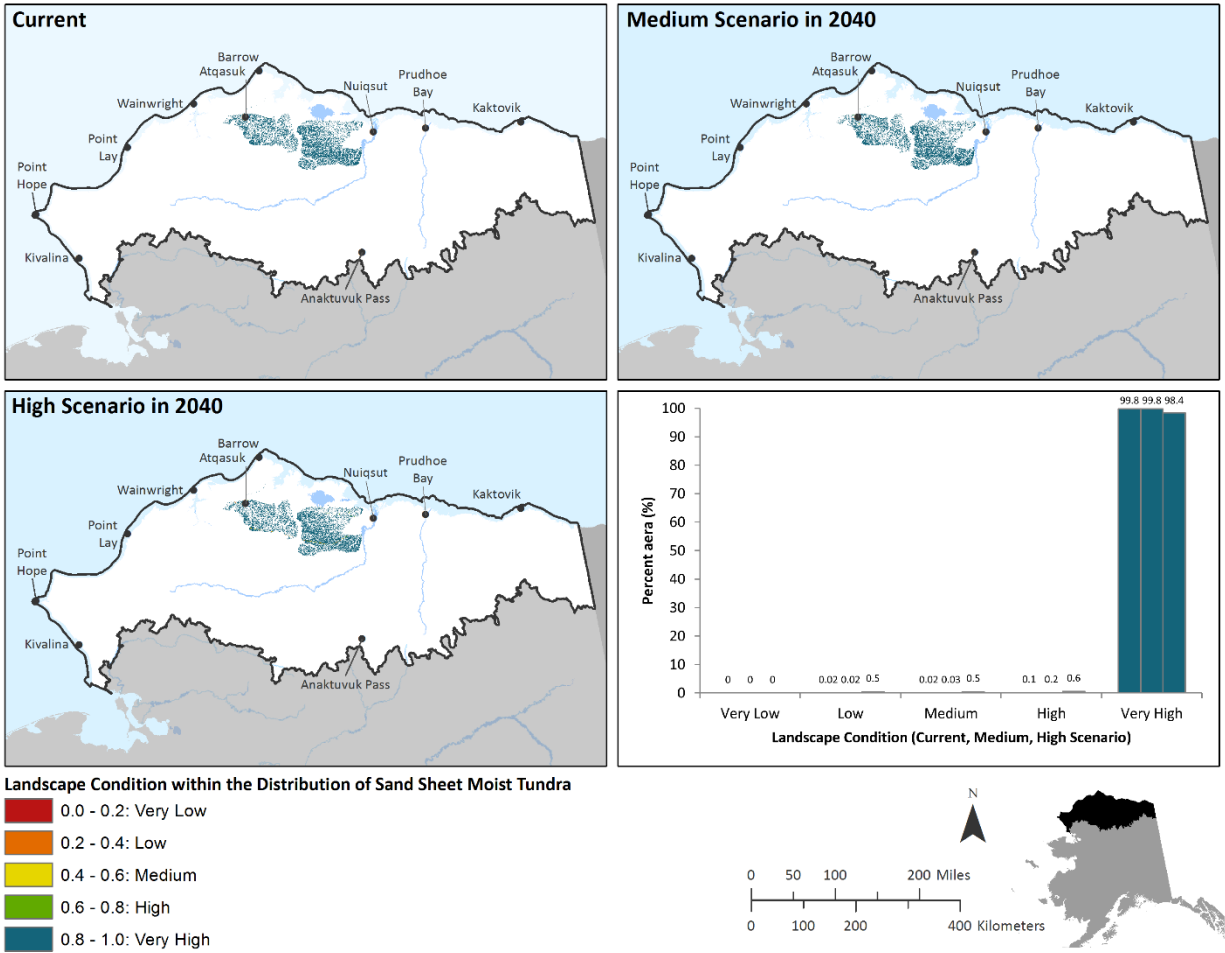 Current
Barrow
Atqasuk
Wainwright
Nuiqsut
Prudhoe
Bay
Kaktovik
Point
Lay
Point
Hope
Kivalina
Anaktuvuk Pass
Medium Scenario in 2040
Barrow
Atqasuk
Wainwright
Nuiqsut
Prudhoe
Bay
Kaktovik
Point
Lay
Point
Hope
Kivalina
Anaktuvuk Pass
High Scenario in 2040
Barrow
Atqasuk
Wainwright
Nuiqsut
Prudhoe
Bay
Kaktovik
Point
Lay
Point
Hope
Kivalina
Anaktuvuk Pass
Percent aera (%)
100
90
80
70
60
50
40
30
20
10
0
0 0 0
0.02 0.02 0.5
0.02 0.03 0.5
0.1 0.2 0.6
99.8 99.8 98.4
Very Low Low Medium High Very High
Landscape Condition (Current, Medium, High Scenario)
Landscape Condition within the Distribution of Sand Sheet Moist Tundra
0.0 - 0.2: Very Low
0.2 - 0.4: Low
0.4 - 0.6: Medium
0.6 - 0.8: High
0.8 - 1.0: Very High
N
0 50 100 200 Miles
0 100 200 400 Kilometers